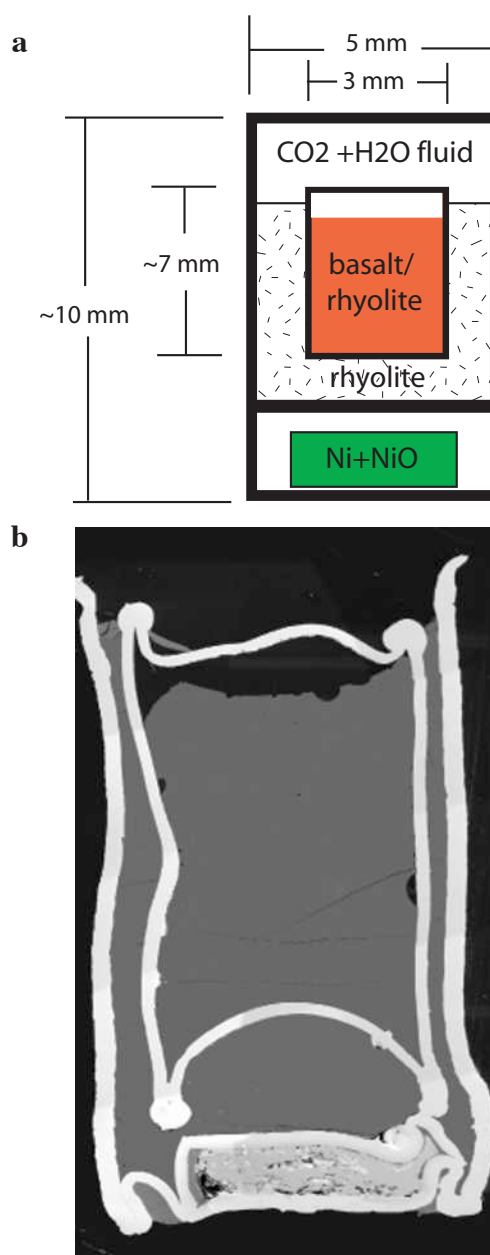 a
5 mm
3 mm
CO2 +H2O fluid
~7 mm
basalt/
rhyolite
~10 mm
rhyolite
Ni+NiO
b